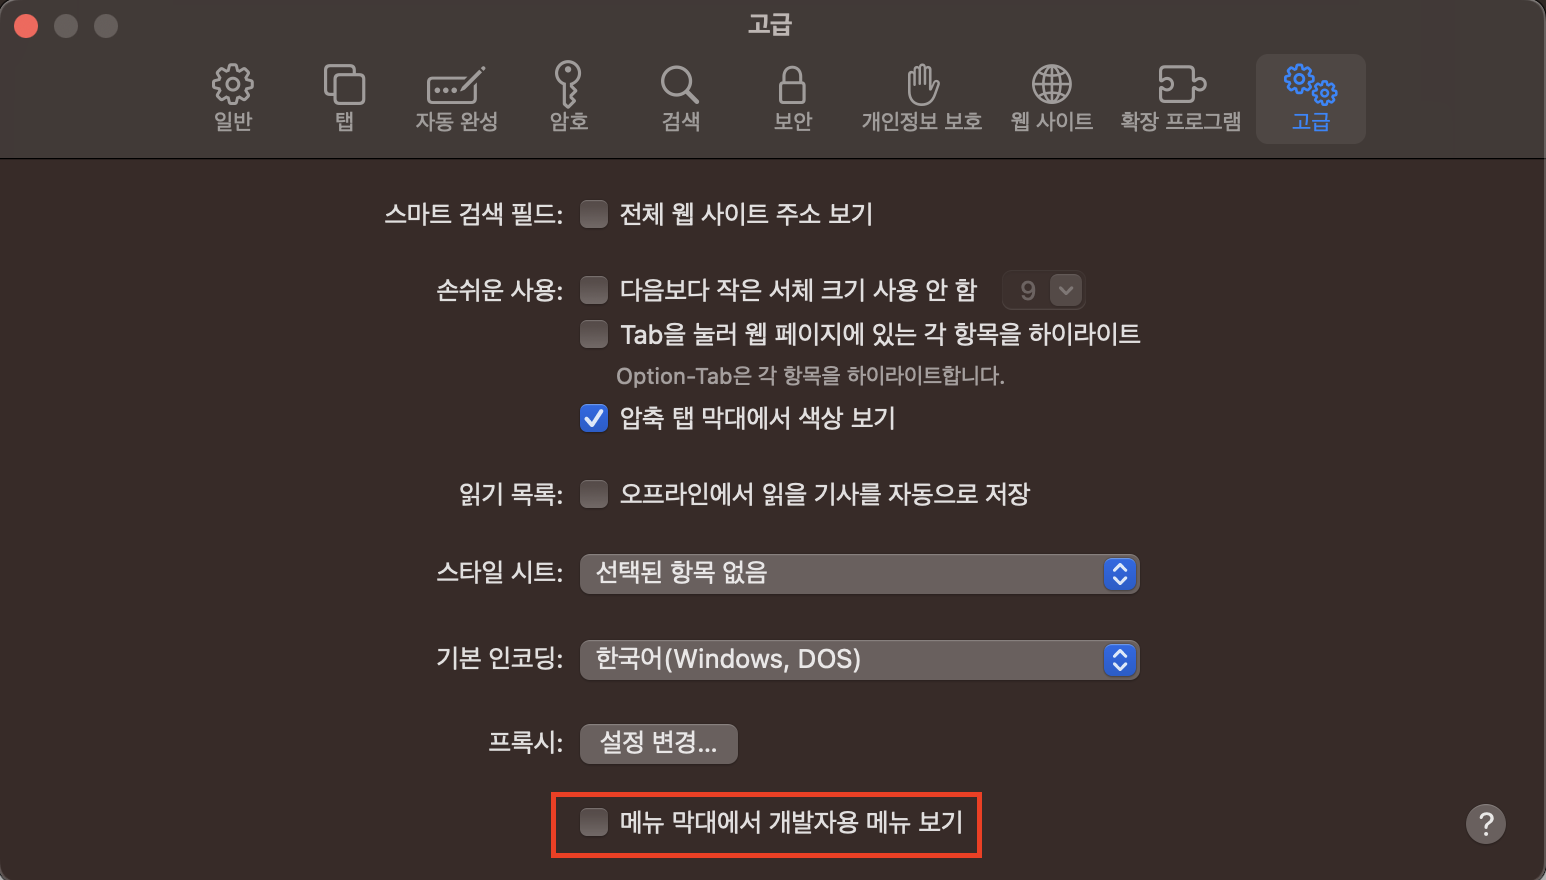 고급
일반 탭 자동 완성 암호 검색 보안 개인정보 보호 웹 사이트 확장 프로그램 고급
스마트 검색 필드: 전체 웹 사이트 주소 보기
손쉬운 사용: 다음보다 작은 서체 크기 사용 안 함 9
Tab을 눌러 웹 페이지에 있는 각 항목을 하이라이트
Option-Tab은 각 항목을 하이라이트합니다.
압축 탭 막대에서 색상 보기
읽기 목록: 오프라인에서 읽을 기사를 자동으로 저장
스타일 시트: 선택된 항목 없음
기본 인코딩: 한국어(Windows, DOS)
프록시: 설정 변경...
메뉴 막대에서 개발자용 메뉴 보기 ?